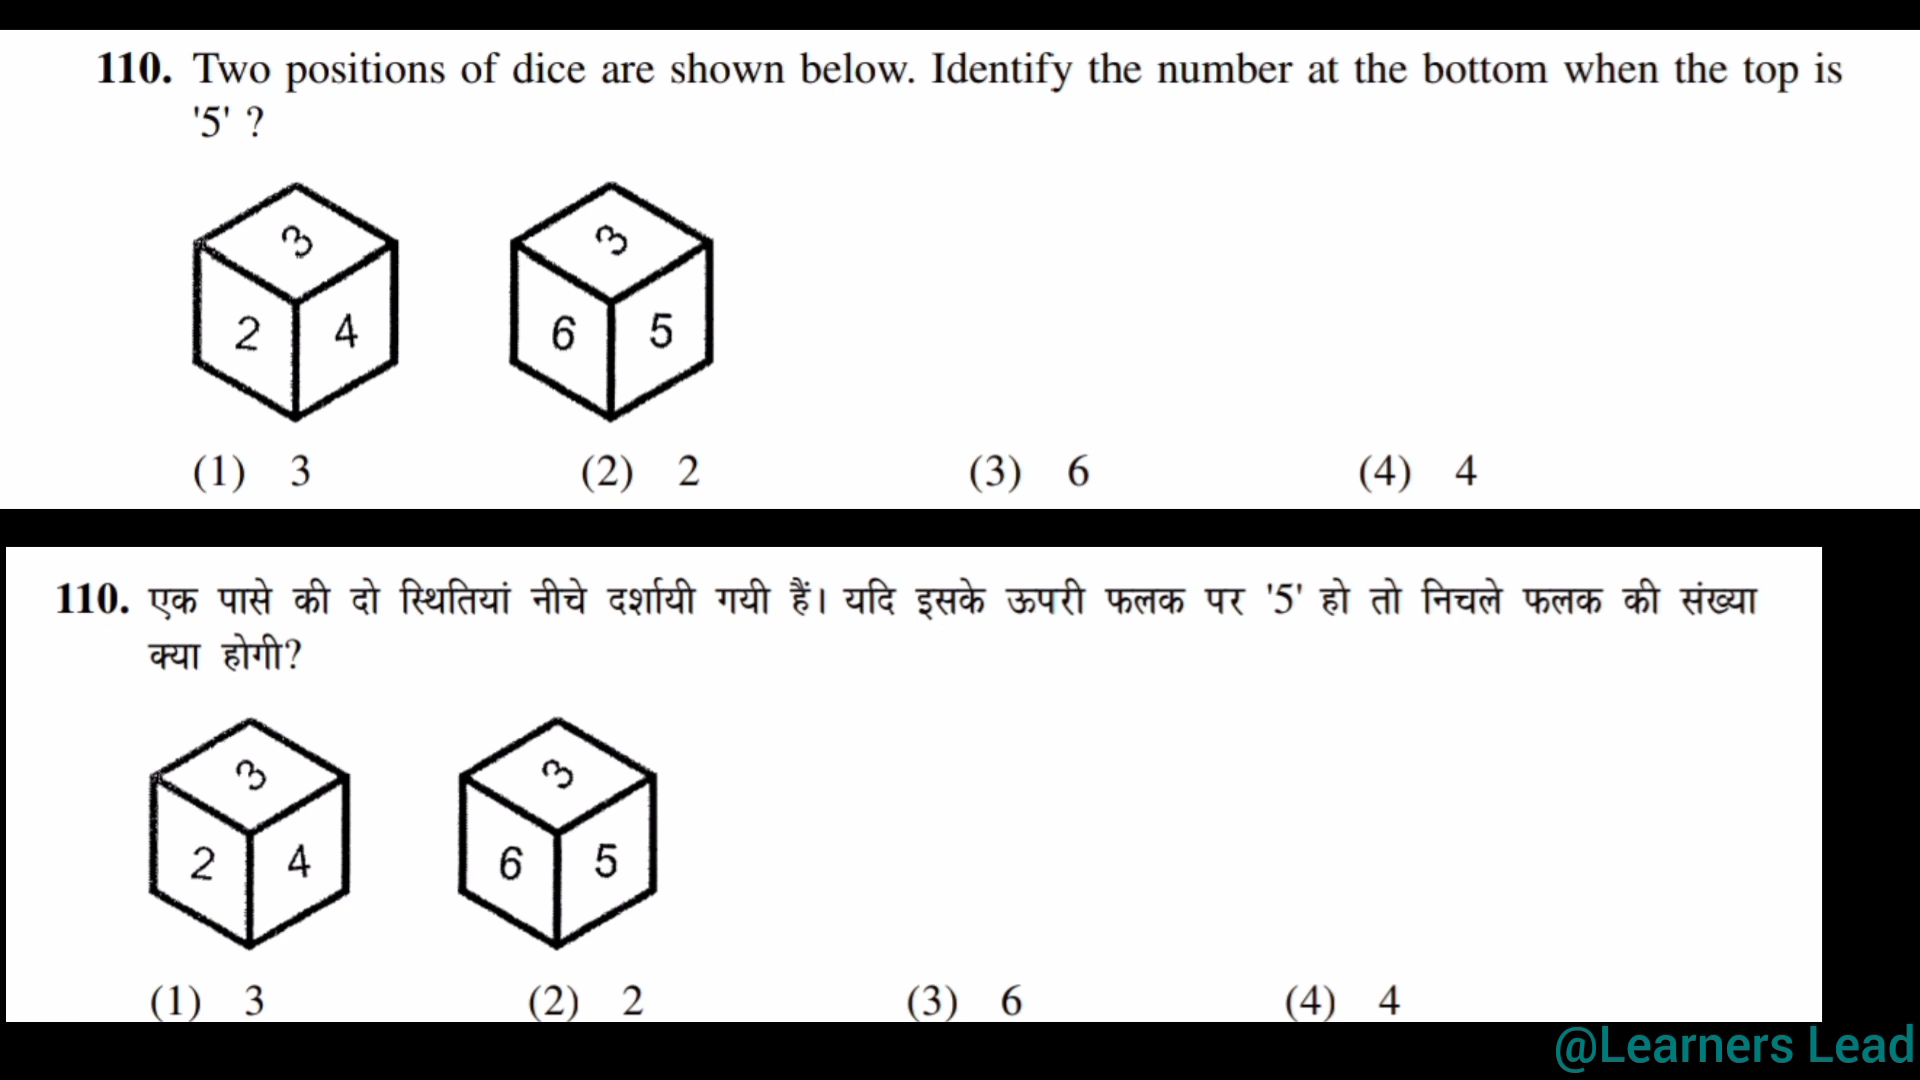 110. Two positions of dice are shown below. Identify the number at the bottom when the top is
'5' ?
3 3
2 4 6 5
(1) 3 (2) 2 (3) 6 (4) 4
110. एक पासे की दो स्थितियां नीचे दर्शायी गयी हैं। यदि इसके ऊपरी फलक पर '5' हो तो निचले फलक की संख्या
क्या होगी?
3 3
2 4 6 5
(1) 3 (2) 2 (3) 6 (4) 4
@Learners Lead